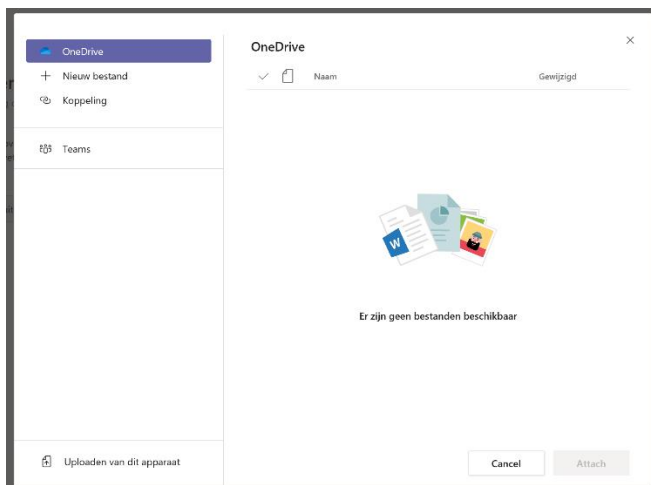 OneDrive
Nieuw bestand
Koppeling
Teams
Uploaden van dit apparaat
OneDrive
Naam Gewijzigd
W
Er zijn geen bestanden beschikbaar
Cancel Attach